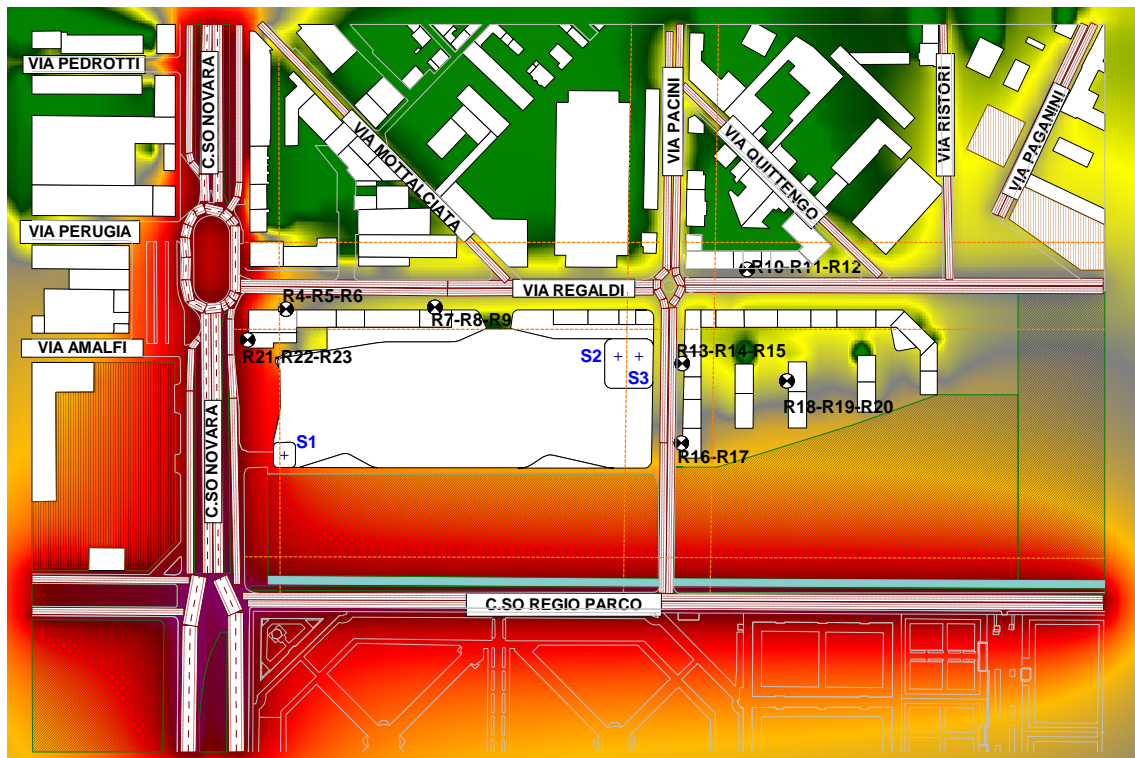 VIA PEDROTTI
C.SO NOVARA
VIA MOTTALCIATA
VIA PACINI
VIA QUITTENGO
VIA RISTORI
VIA PAGANINI
VIA PERUGIA
R10-R11-R12
VIA REGALDI
R4-R5-R6
R7-R8-R9
VIA AMALFI
R21-R22-R23
S2
S3
R13-R14-R15
R18-R19-R20
S1
R16-R17
C.SO NOVARA
C.SO REGIO PARCO